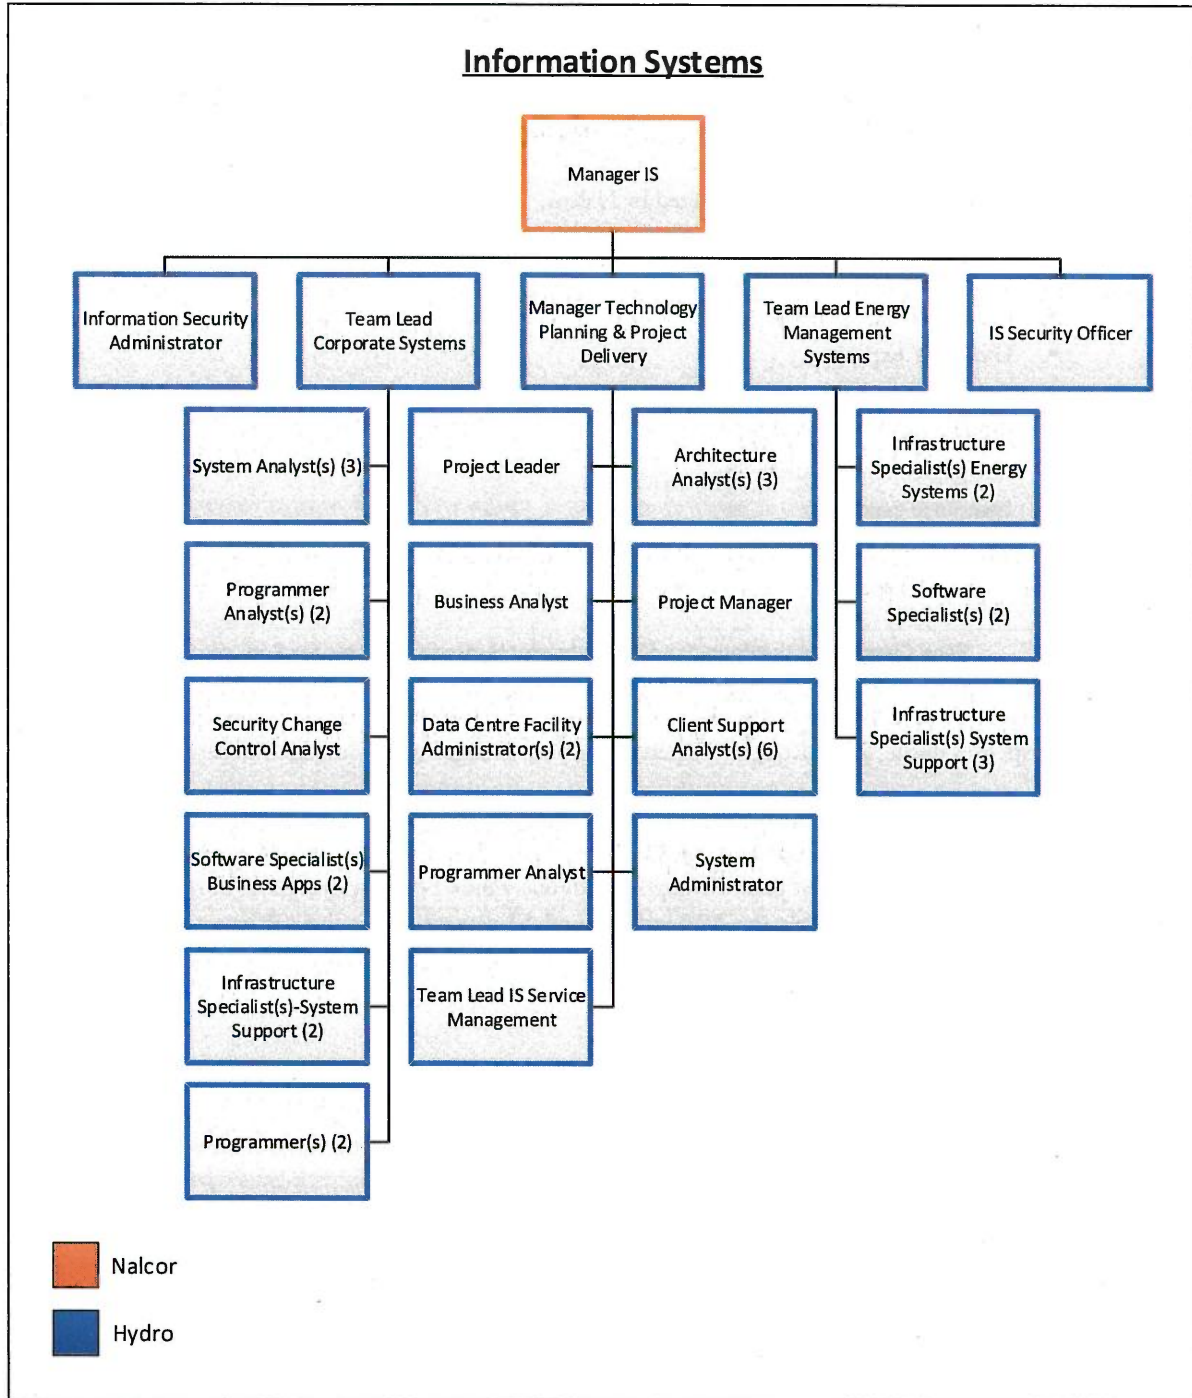 Information Systems
Manager IS
Information Security
Administrator
Team Lead
Corporate Systems
Manager Technology
Planning & Project
Delivery
Team Lead Energy
Management
Systems
IS Security Officer
System Analyst(s) (3)
Programmer
Analyst(s) (2)
Security Change
Control Analyst
Software Specialist(s)
Business Apps (2)
Infrastructure
Specialist(s)-System
Support (2)
Programmer(s) (2)
Project Leader
Business Analyst
Data Centre Facility
Administrator(s) (2)
Programmer Analyst
Team Lead IS Service
Management
Architecture
Analyst(s) (3)
Project Manager
Client Support
Analyst(s) (6)
System
Administrator
Infrastructure
Specialist(s) Energy
Systems (2)
Software
Specialist(s) (2)
Infrastructure
Specialist(s) System
Support (3)
Nalcor
Hydro